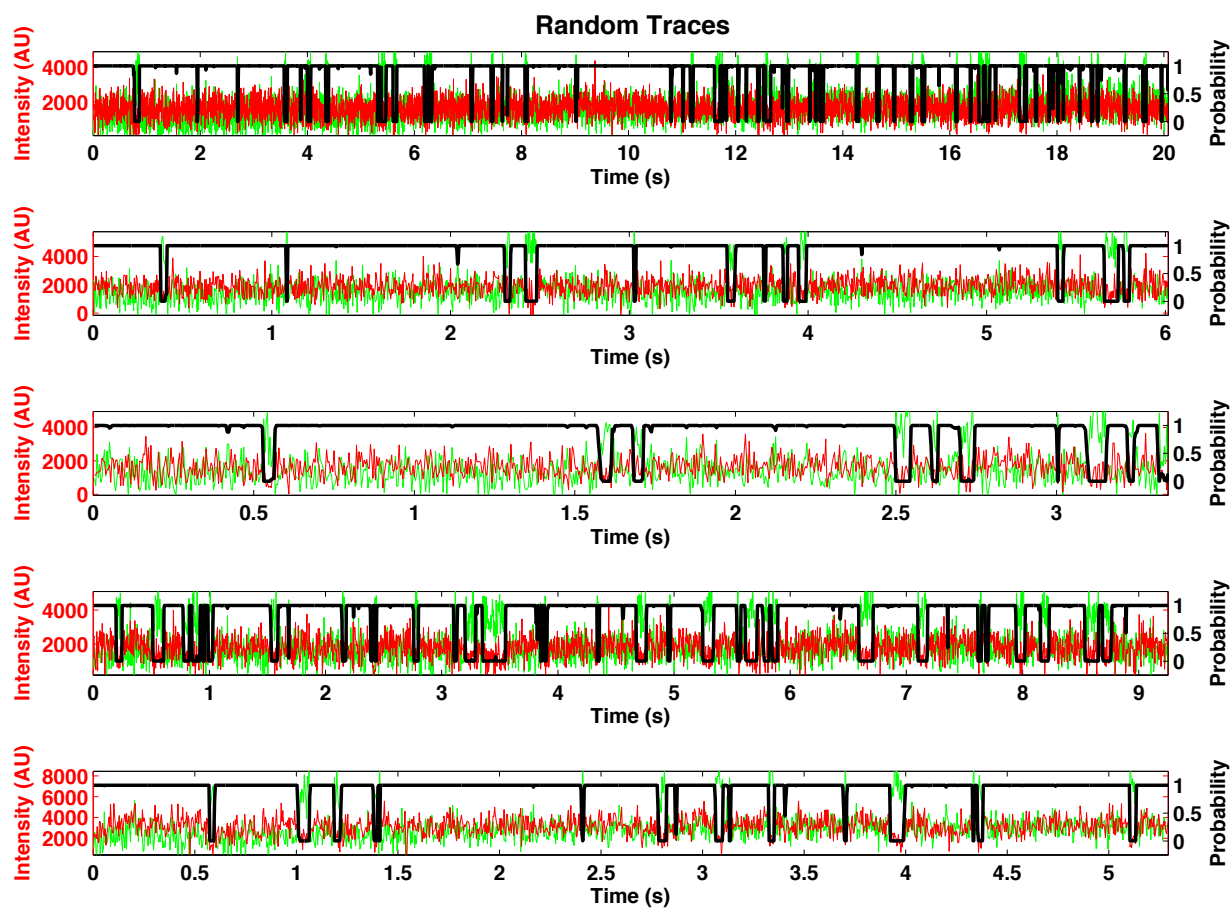 Random Traces
Intensity (AU)
4000
2000
1
0.5
0
Probability
0 2 4 6 8 10 12 14 16 18 20
Time (s)
Intensity (AU)
4000
2000
0
1
0.5
0
Probability
0 1 2 3 4 5 6
Time (s)
Intensity (AU)
4000
2000
0
1
0.5
0
Probability
0 0.5 1 1.5 2 2.5 3
Time (s)
Intensity (AU)
4000
2000
1
0.5
0
Probability
0 1 2 3 4 5 6 7 8 9
Time (s)
Intensity (AU)
8000
6000
4000
2000
1
0.5
0
Probability
0 0.5 1 1.5 2 2.5 3 3.5 4 4.5 5
Time (s)